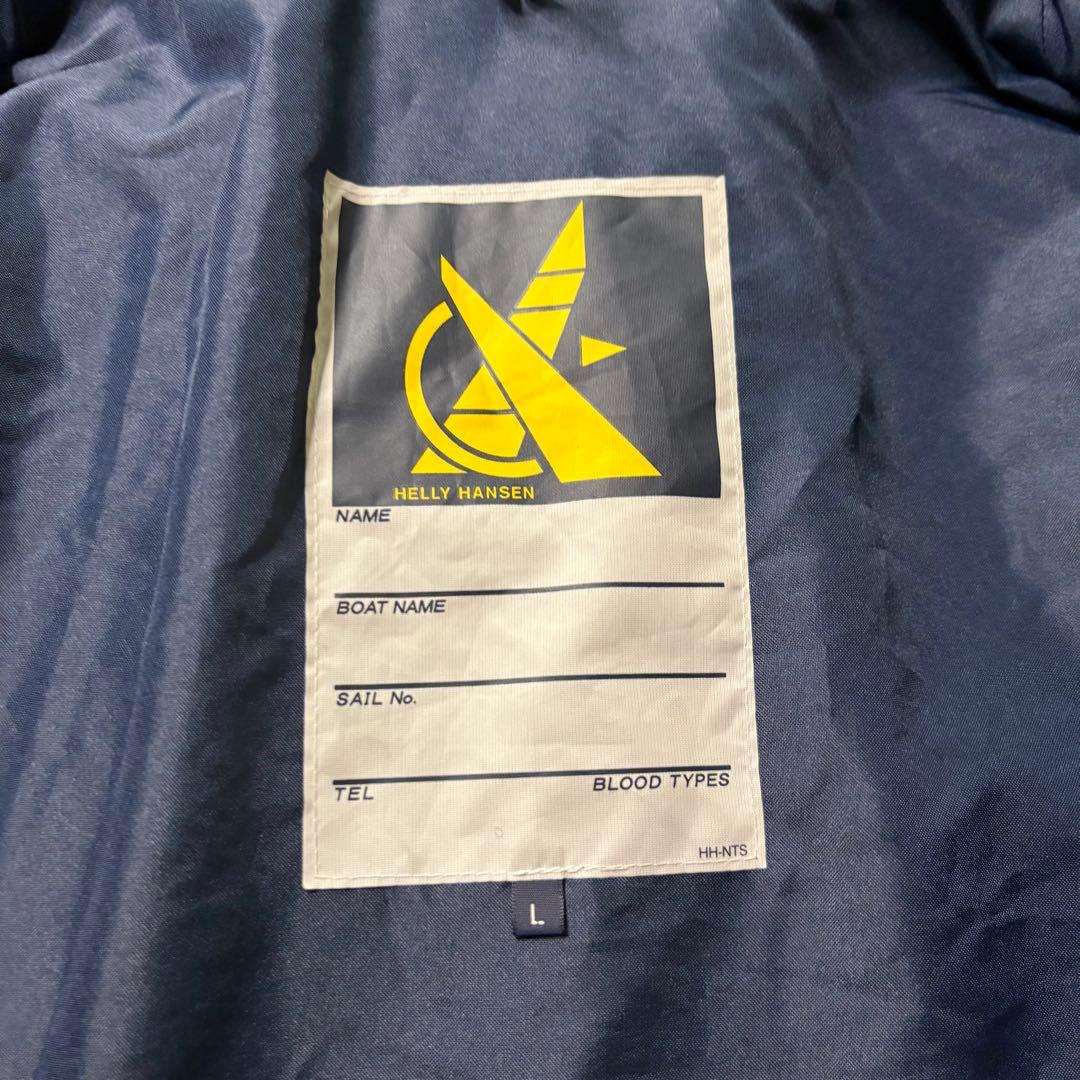 HELLY HANSEN
NAME
BOAT NAME
SAIL No.
TEL BLOOD TYPES
HH-NTS
L